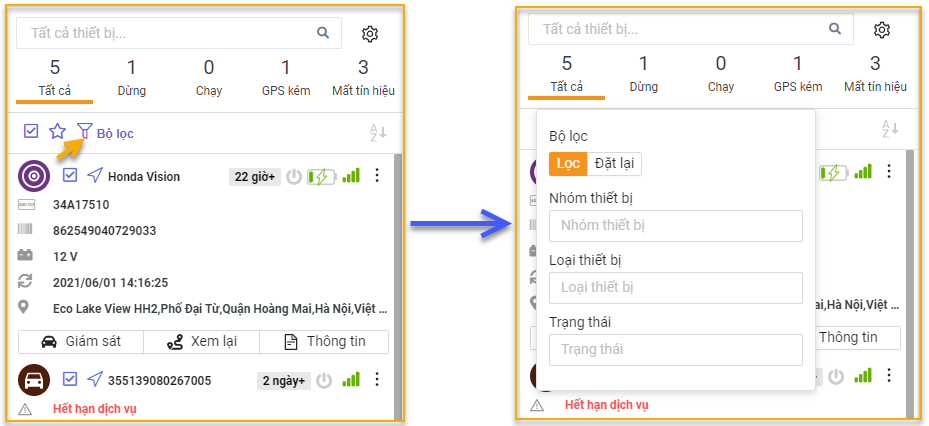 Tất cả thiết bị...
5 1 0 1 3
Tất cả Dừng Chạy GPS kém Mất tín hiệu
Bộ lọc
Honda Vision 22 giờ+
34A17510
862549040729033
12 V
2021/06/01 14:16:25
Eco Lake View HH2,Phố Đại Từ,Quận Hoàng Mai,Hà Nội,Việt ...
Giám sát Xem lại Thông tin
355139080267005 2 ngày+
Hết hạn dịch vụ
Tất cả thiết bị...
5 1 0 1 3
Tất cả Dừng Chạy GPS kém Mất tín hiệu
Bộ lọc
Lọc Đặt lại
Nhóm thiết bị
Nhóm thiết bị
Loại thiết bị
Loại thiết bị
ai,Hà Nội,Việt ...
Trạng thái
Thông tin
Trạng thái
Hết hạn dịch vụ